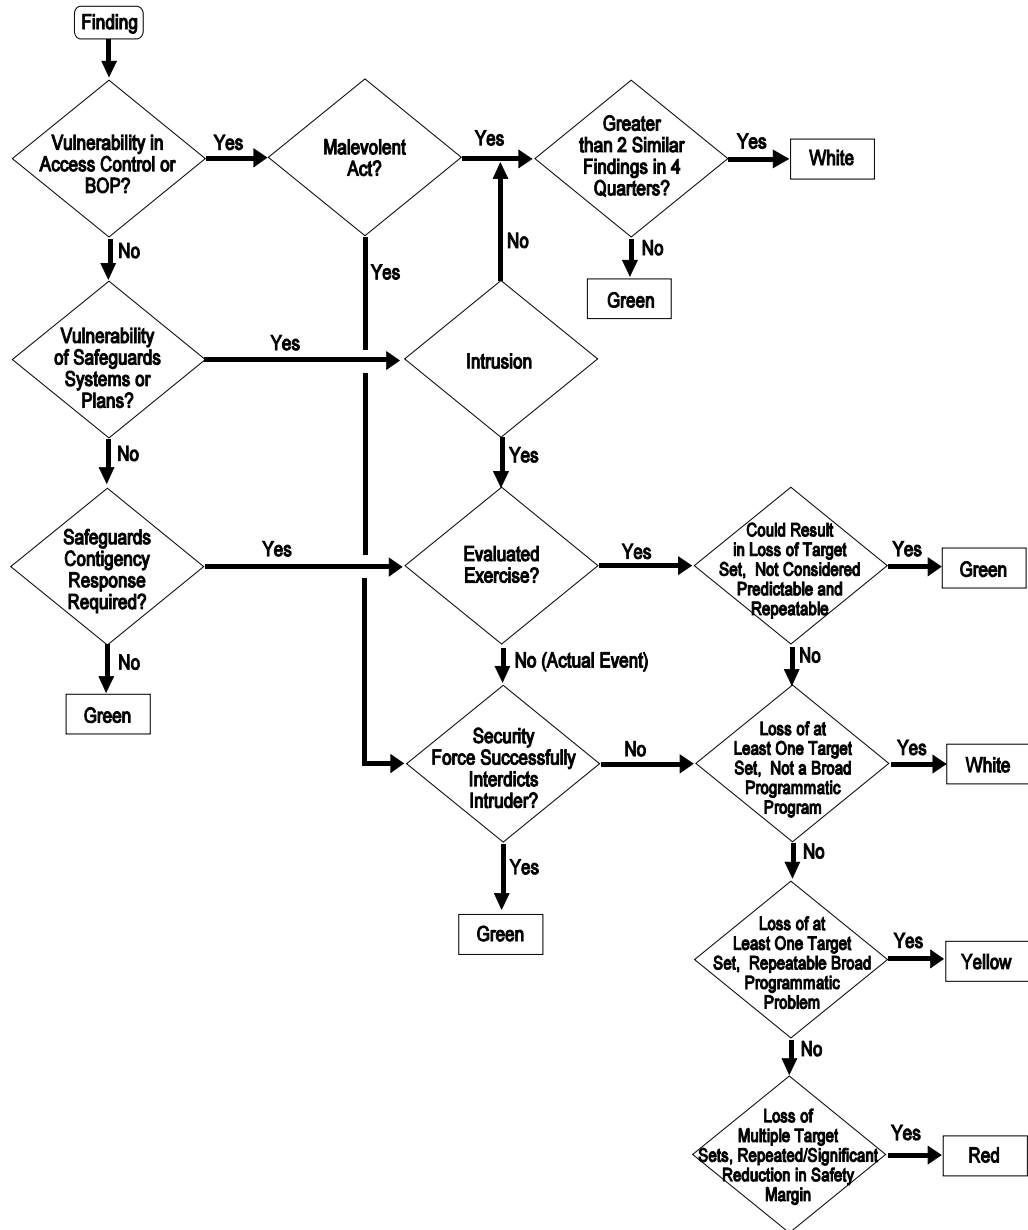 Finding
Vulnerability in
Access Control or
BOP?
Yes
Malevolent
Act?
Yes
Greater
than 2 Similar
Findings in 4
Quarters?
Yes
White
No
Yes
No
No
Green
Vulnerability
of Safeguards
Systems or
Plans?
Yes
Intrusion
No
Yes
Safeguards
Contigency
Response
Required?
Yes
Evaluated
Exercise?
Yes
Could Result
in Loss of Target
Set, Not Considered
Predictable and
Repeatable
Yes
Green
No
No (Actual Event)
No
Green
Security
Force Successfully
Interdicts
Intruder?
No
Loss of at
Least One Target
Set, Not a Broad
Programmatic
Program
Yes
White
Yes
No
Green
Loss of at
Least One Target
Set, Repeatable Broad
Programmatic
Problem
Yes
Yellow
No
Loss of
Multiple Target
Sets, Repeated/Significant
Reduction in Safety
Margin
Yes
Red